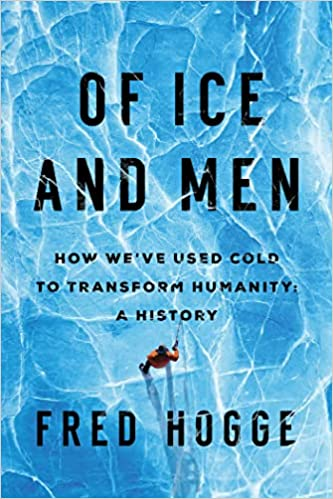 OF ICE
AND MEN
HOW WE'VE USED COLD
TO TRANSFORM HUMANITY:
A HISTORY
FRED HOGGE